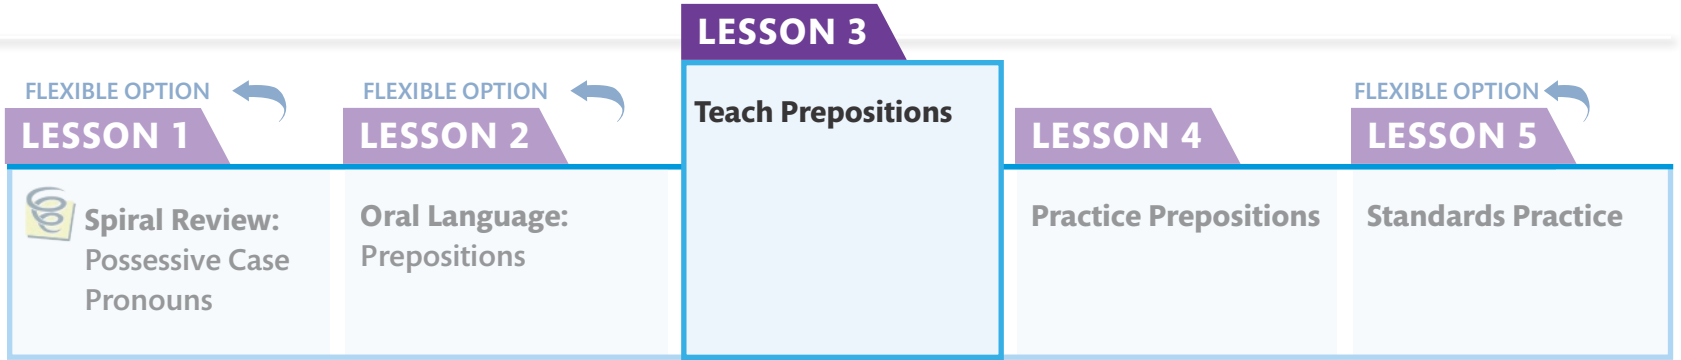 LESSON 3
FLEXIBLE OPTION
FLEXIBLE OPTION
FLEXIBLE OPTION
LESSON 1
LESSON 2
Teach Prepositions
LESSON 4
LESSON 5
Spiral Review:
Possessive Case
Pronouns
Oral Language:
Prepositions
Practice Prepositions
Standards Practice